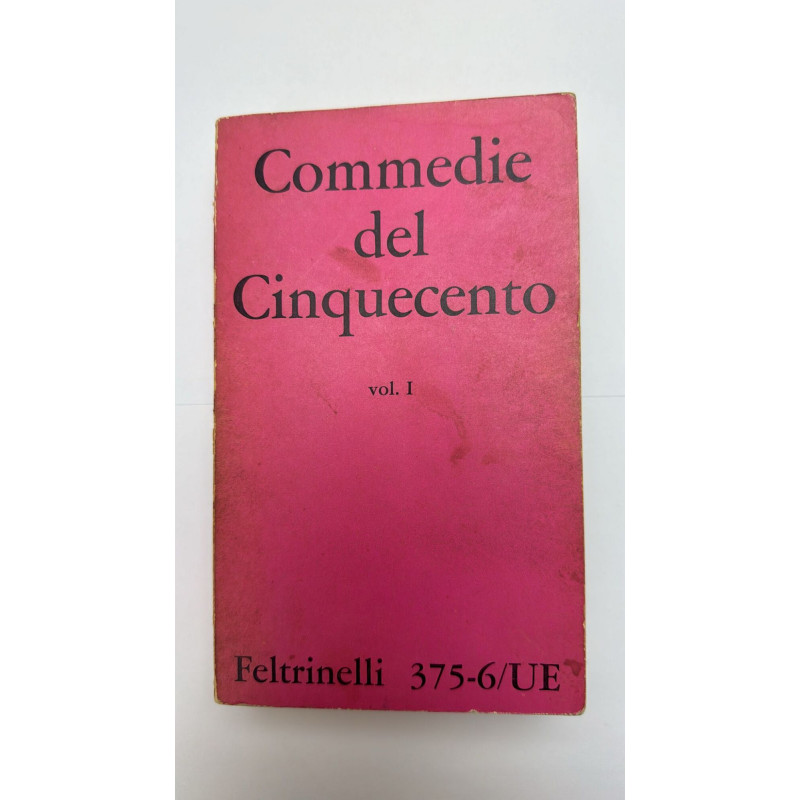 Commedie
del
Cinquecento
vol. I
Feltrinelli 375-6/UE